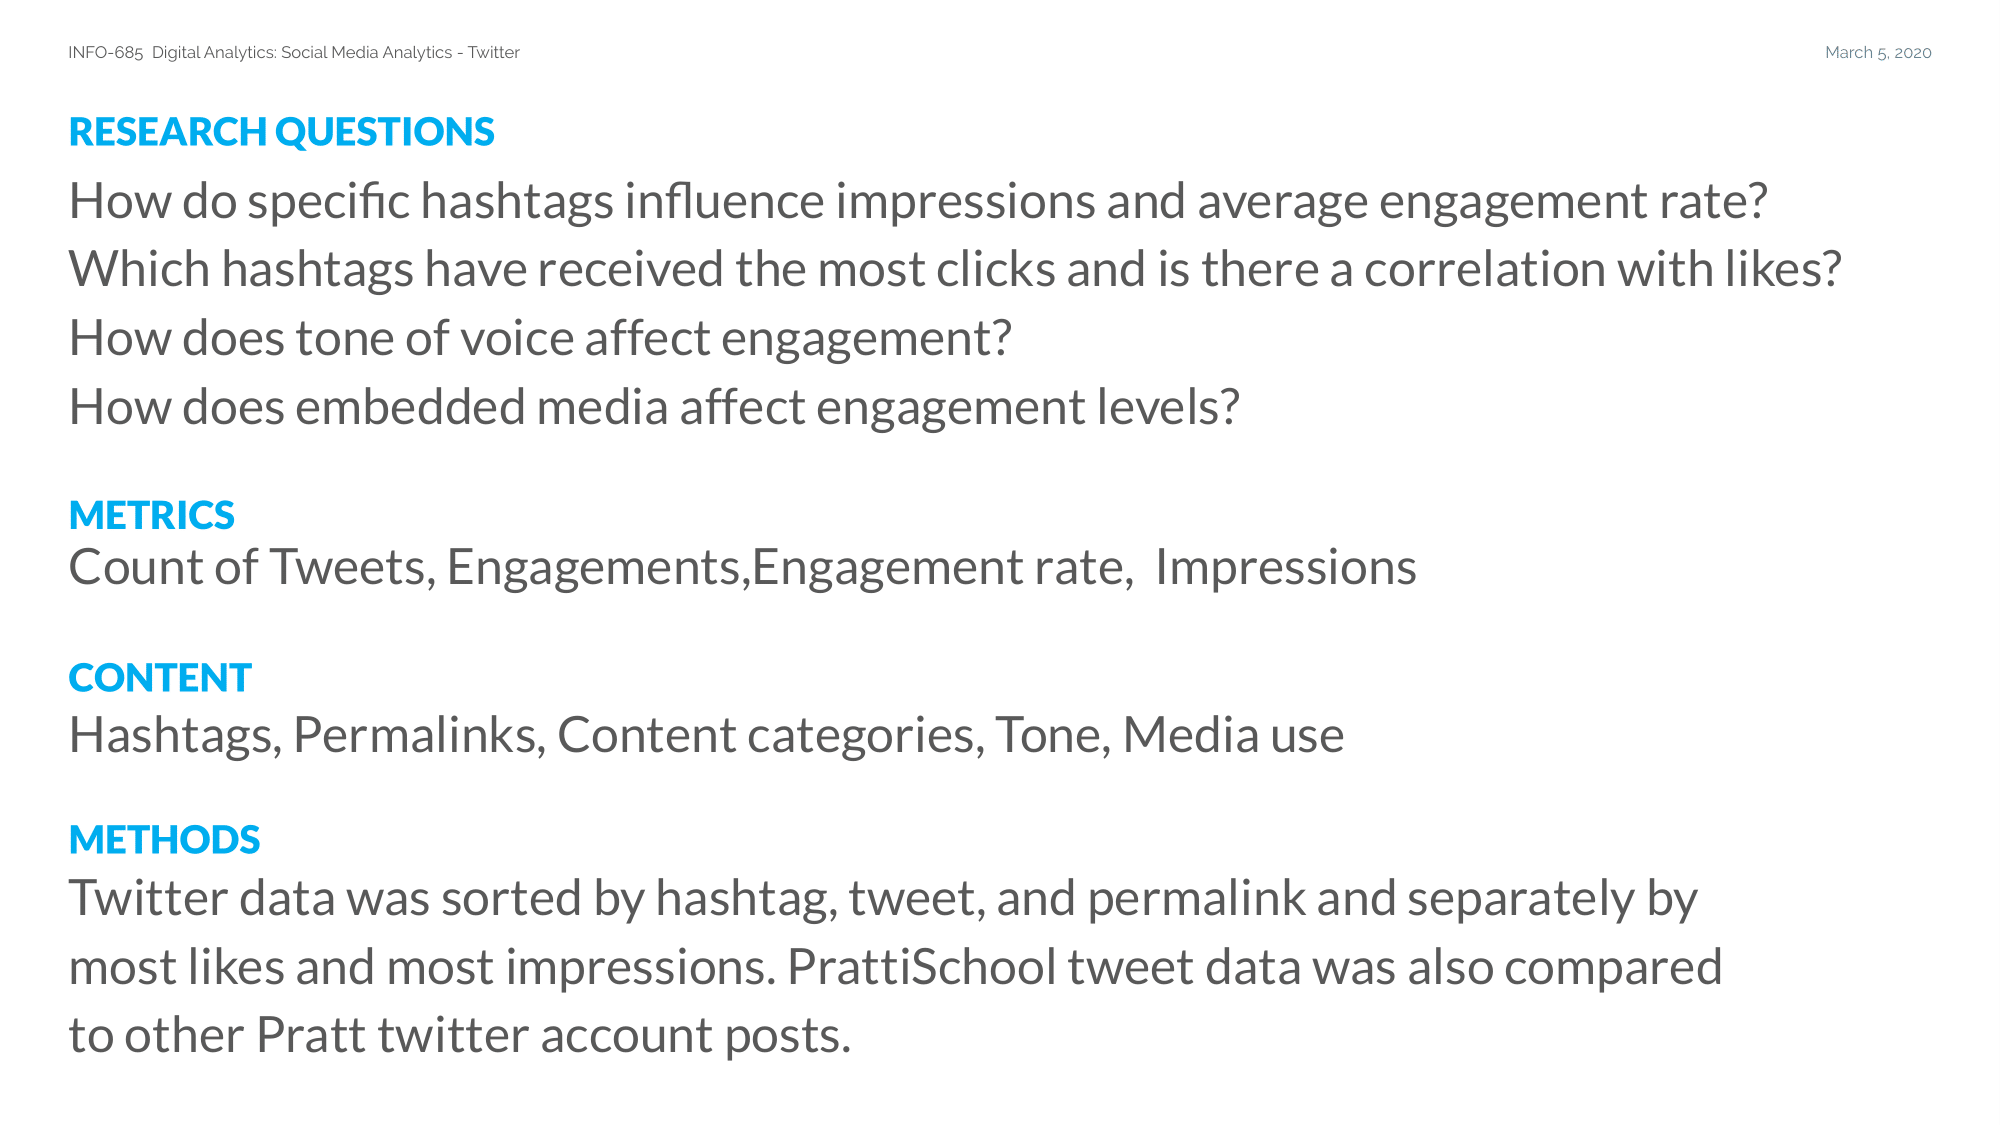 INFO-685  Digital Analytics: Social Media Analytics - Twitter
March 5, 2020
RESEARCH QUESTIONS
How do specific hashtags influence impressions and average engagement rate?
Which hashtags have received the most clicks and is there a correlation with likes?
How does tone of voice affect engagement?
How does embedded media affect engagement levels?
METRICS
Count of Tweets, Engagements,Engagement rate,  Impressions
CONTENT
Hashtags, Permalinks, Content categories, Tone, Media use
METHODS
Twitter data was sorted by hashtag, tweet, and permalink and separately by
most likes and most impressions. PrattiSchool tweet data was also compared
to other Pratt twitter account posts.